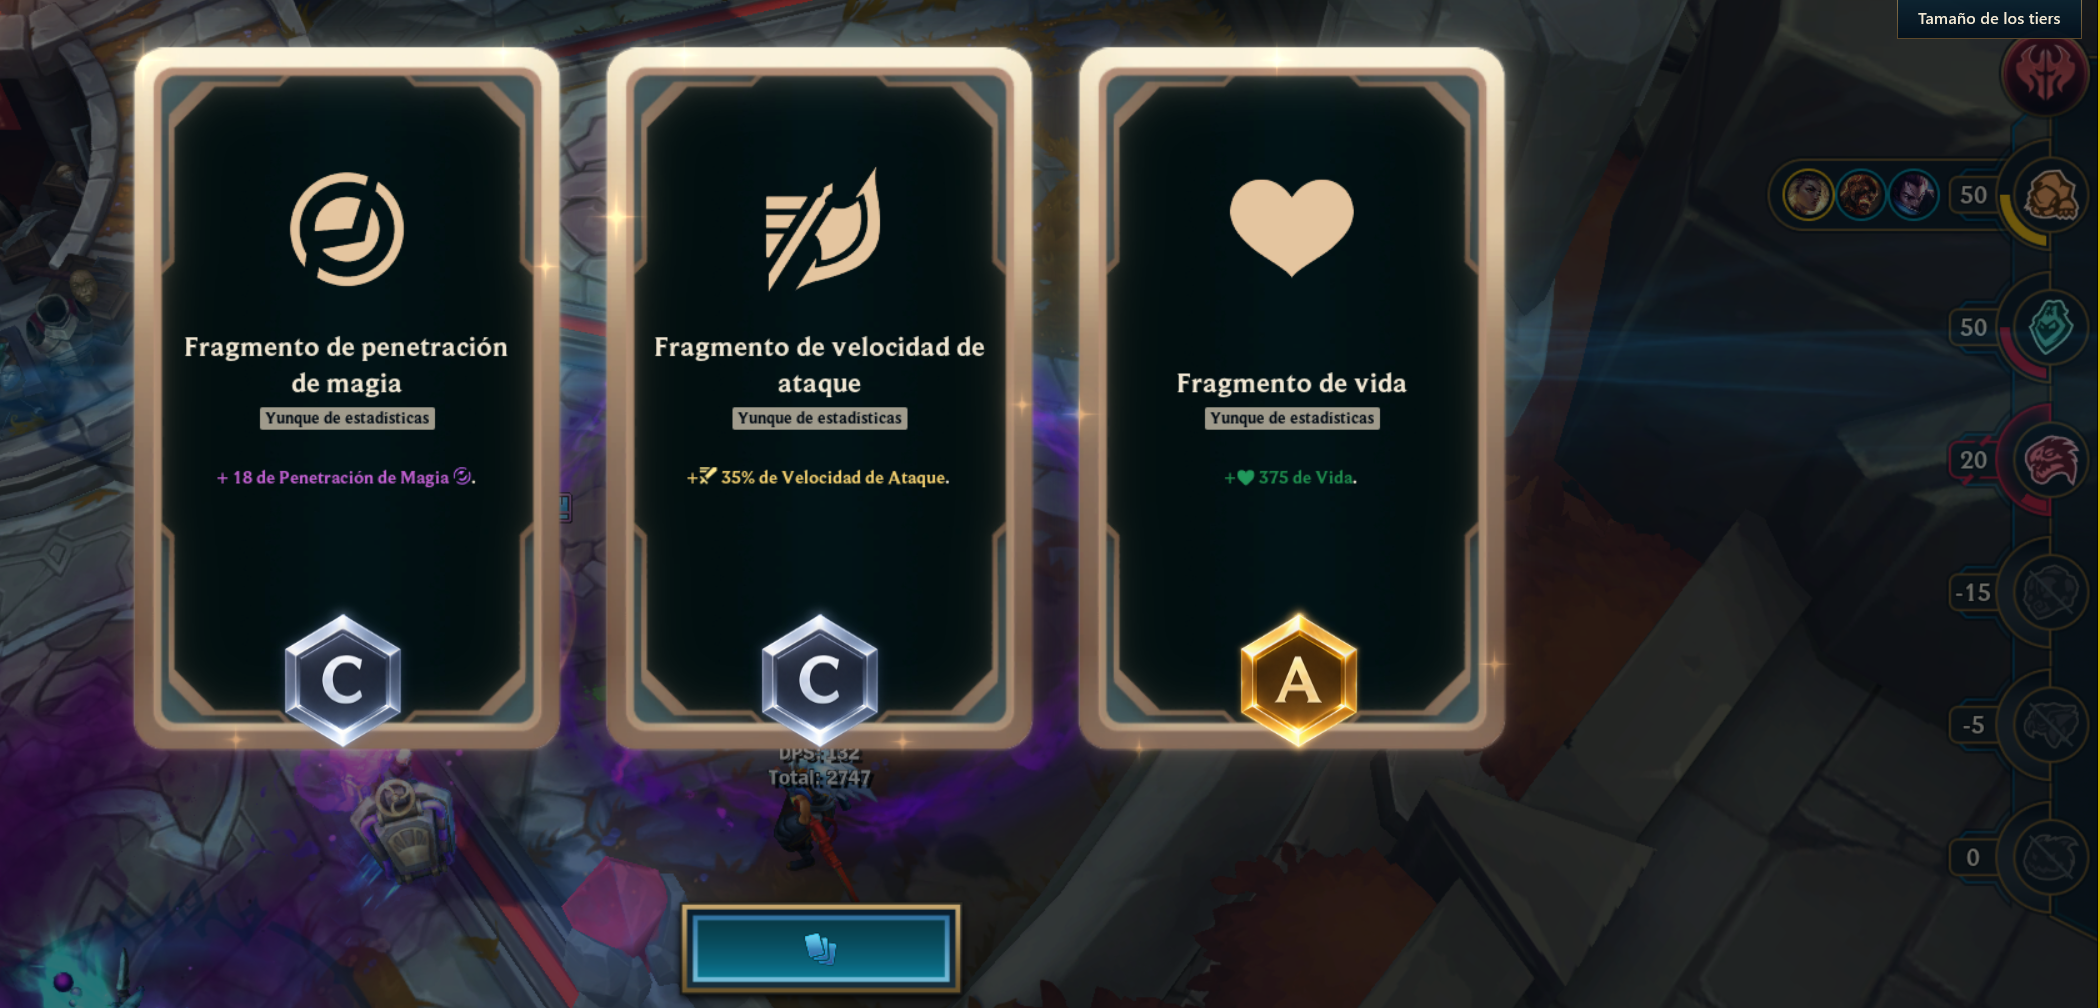 Tamaño de los tiers
Fragmento de penetración
de magia
Yunque de estadísticas
+ 18 de Penetración de Magia.
C
Fragmento de velocidad de
ataque
Yunque de estadísticas
+ 35% de Velocidad de Ataque.
C
Fragmento de vida
Yunque de estadísticas
+ 375 de Vida.
A
50
50
20
-15
-5
0
DPS: 132
Total: 2747